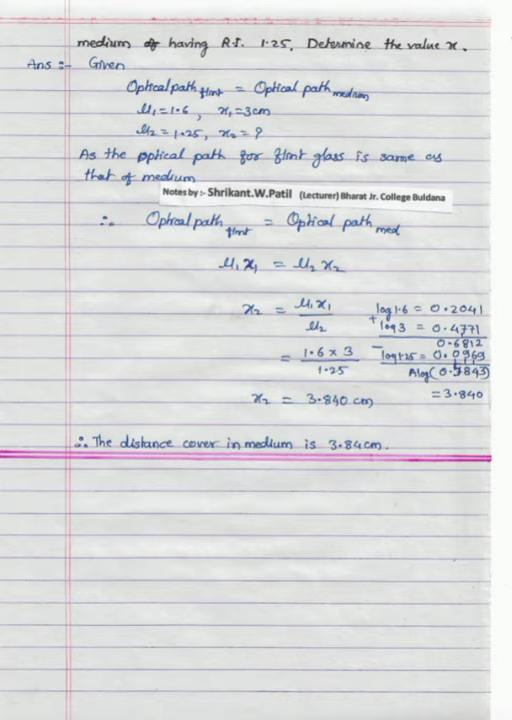 medium of having R.I. 1.25. Determine the value x.
Ans :- Given
Optical path flint = Optical path medium
μ₁ = 1.6, x₁ = 3cm
μ₂ = 1.25, x₂ = ?
As the optical path for flint glass is same as
that of medium
Notes by :- Shrikant.W.Patil (Lecturer) Bharat Jr. College Buldana
∴ Optical path flint = Optical path med
μ₁ x₁ = μ₂ x₂
x₂ = μ₁ x₁ / μ₂
= 1.6 × 3 / 1.25
x₂ = 3.840 cm
log 1.6 = 0.2041
+ log 3 = 0.4771
0.6812
- log 1.25 = 0.0969
Alog(0.5843)
= 3.840
∴ The distance cover in medium is 3.84cm.